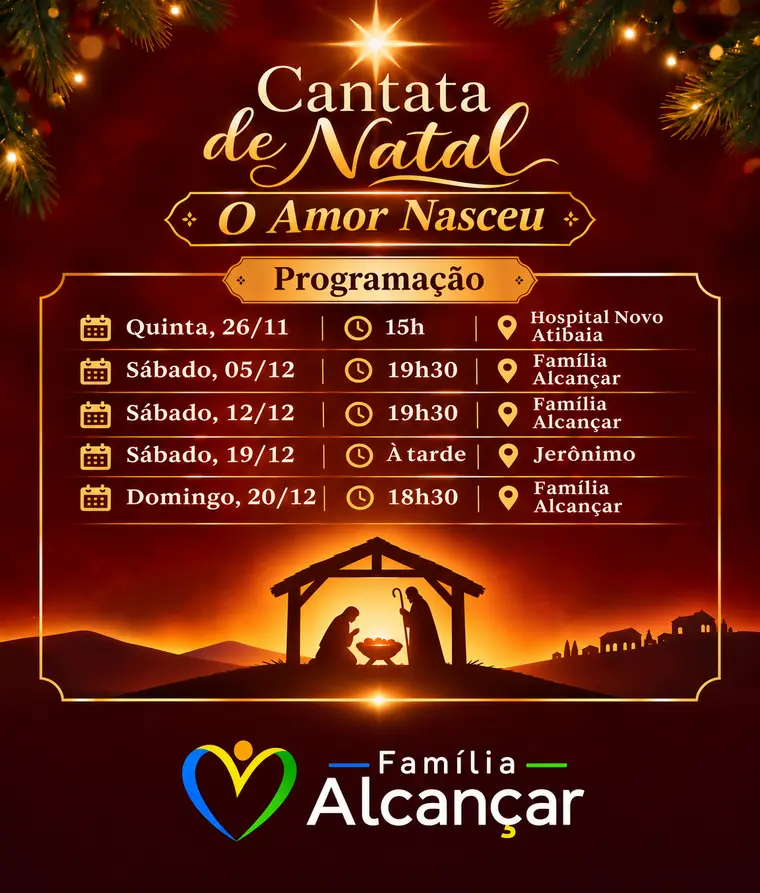 Cantata
de Natal
O Amor Nasceu
Programação
Quinta, 26/11 | 15h | Hospital Novo
Atibaia
Sábado, 05/12 | 19h30 | Família
Alcançar
Sábado, 12/12 | 19h30 | Família
Alcançar
Sábado, 19/12 | À tarde | Jerônimo
Domingo, 20/12 | 18h30 | Família
Alcançar
Família
Alcançar